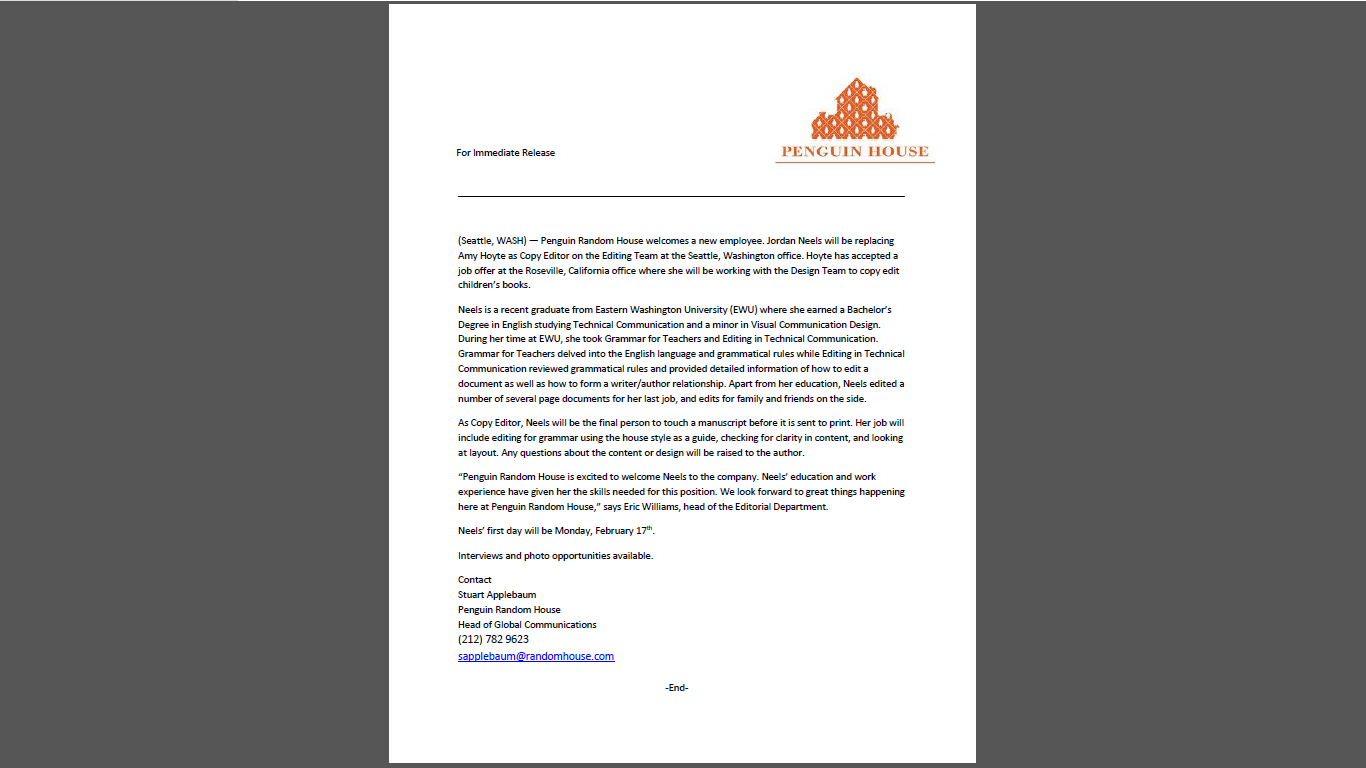 PENGUIN HOUSE
For Immediate Release
(Seattle, WASH) — Penguin Random House welcomes a new employee. Jordan Neels will be replacing
Amy Hoyte as Copy Editor on the Editing Team at the Seattle, Washington office. Hoyte has accepted a
job offer at the Roseville, California office where she will be working with the Design Team to copy edit
children’s books.
Neels is a recent graduate from Eastern Washington University (EWU) where she earned a Bachelor’s
Degree in English studying Technical Communication and a minor in Visual Communication Design.
During her time at EWU, she took Grammar for Teachers and Editing in Technical Communication.
Grammar for Teachers delved into the English language and grammatical rules while Editing in Technical
Communication reviewed grammatical rules and provided detailed information of how to edit a
document as well as how to form a writer/author relationship. Apart from her education, Neels edited a
number of several page documents for her last job, and edits for family and friends on the side.
As Copy Editor, Neels will be the final person to touch a manuscript before it is sent to print. Her job will
include editing for grammar using the house style as a guide, checking for clarity in content, and looking
at layout. Any questions about the content or design will be raised to the author.
“Penguin Random House is excited to welcome Neels to the company. Neels’ education and work
experience have given her the skills needed for this position. We look forward to great things happening
here at Penguin Random House,” says Eric Williams, head of the Editorial Department.
Neels’ first day will be Monday, February 17th.
Interviews and photo opportunities available.
Contact
Stuart Applebaum
Penguin Random House
Head of Global Communications
(212) 782 9623
sapplebaum@randomhouse.com
-End-